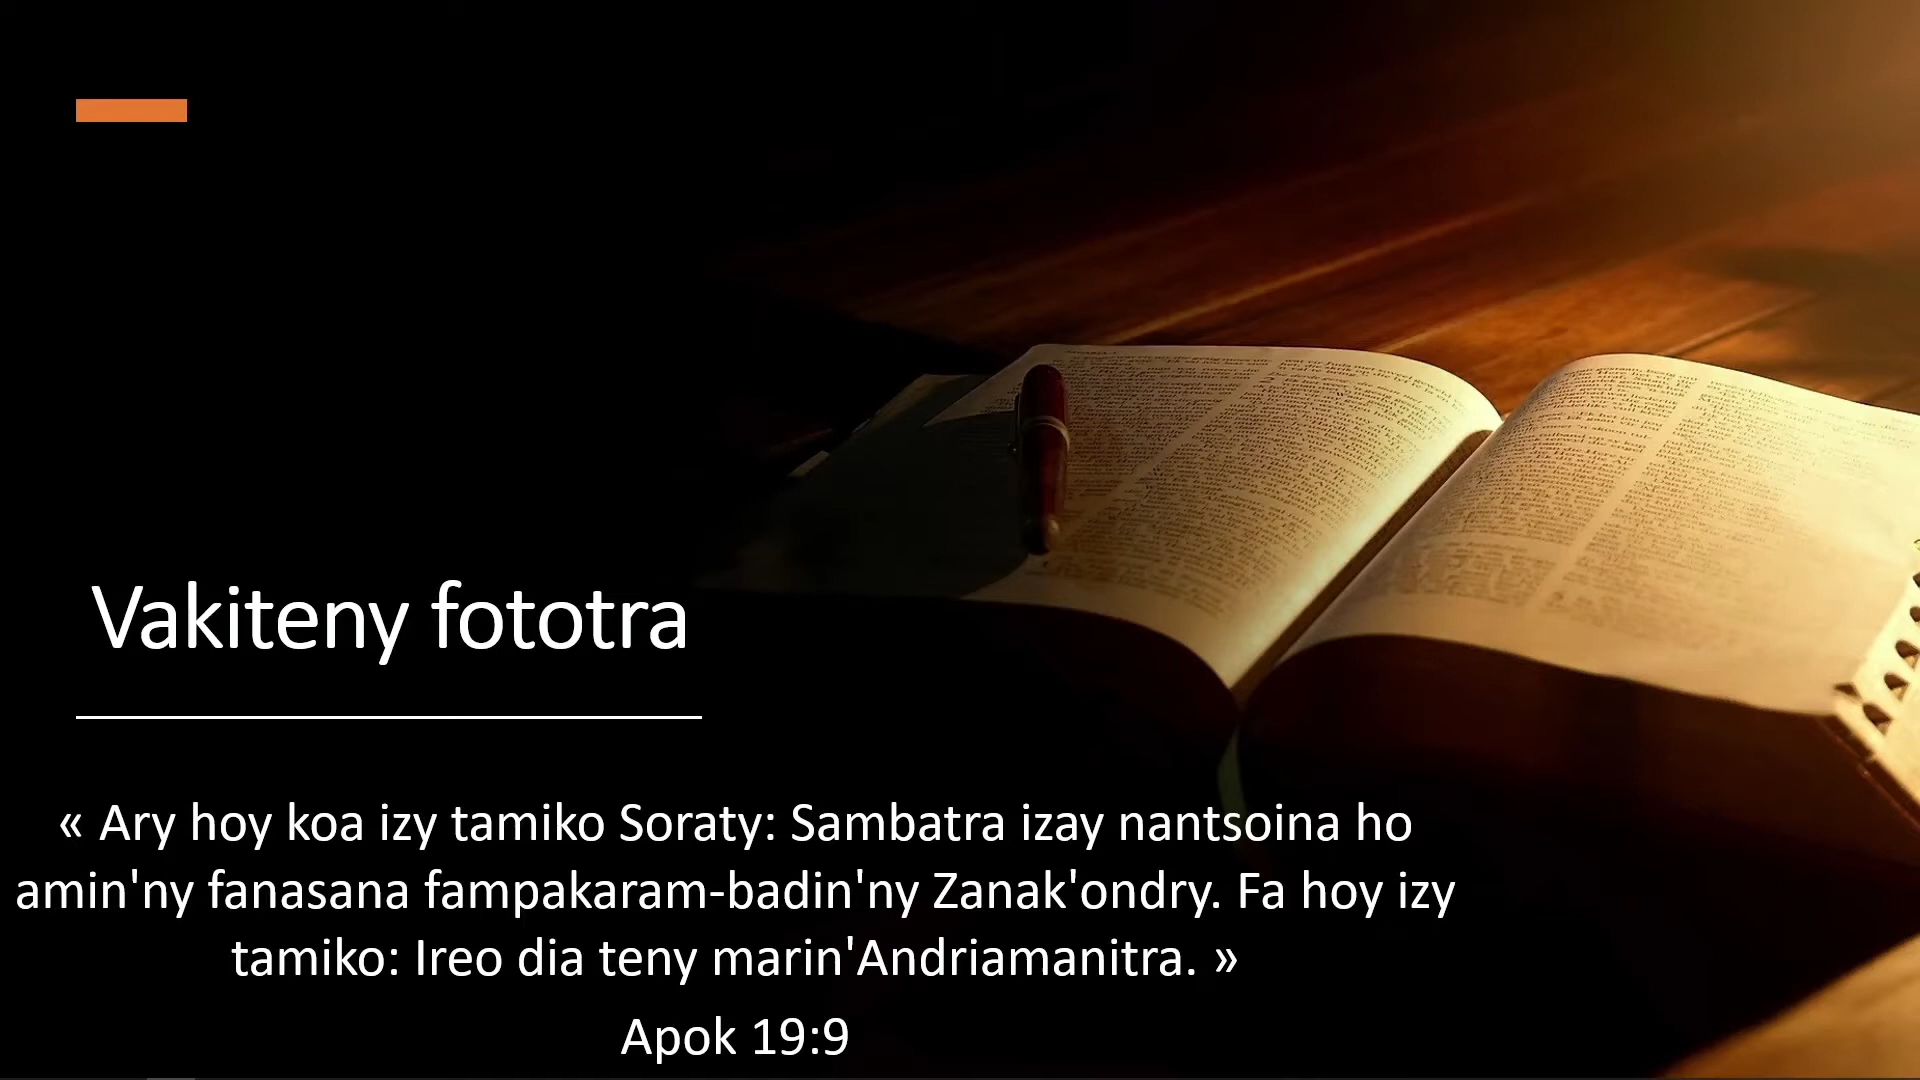 Vakiteny fototra
« Ary hoy koa izy tamiko Soraty: Sambatra izay nantsoina ho
amin'ny fanasana fampakaram-badin'ny Zanak'ondry. Fa hoy izy
tamiko: Ireo dia teny marin'Andriamanitra. »
Apok 19:9